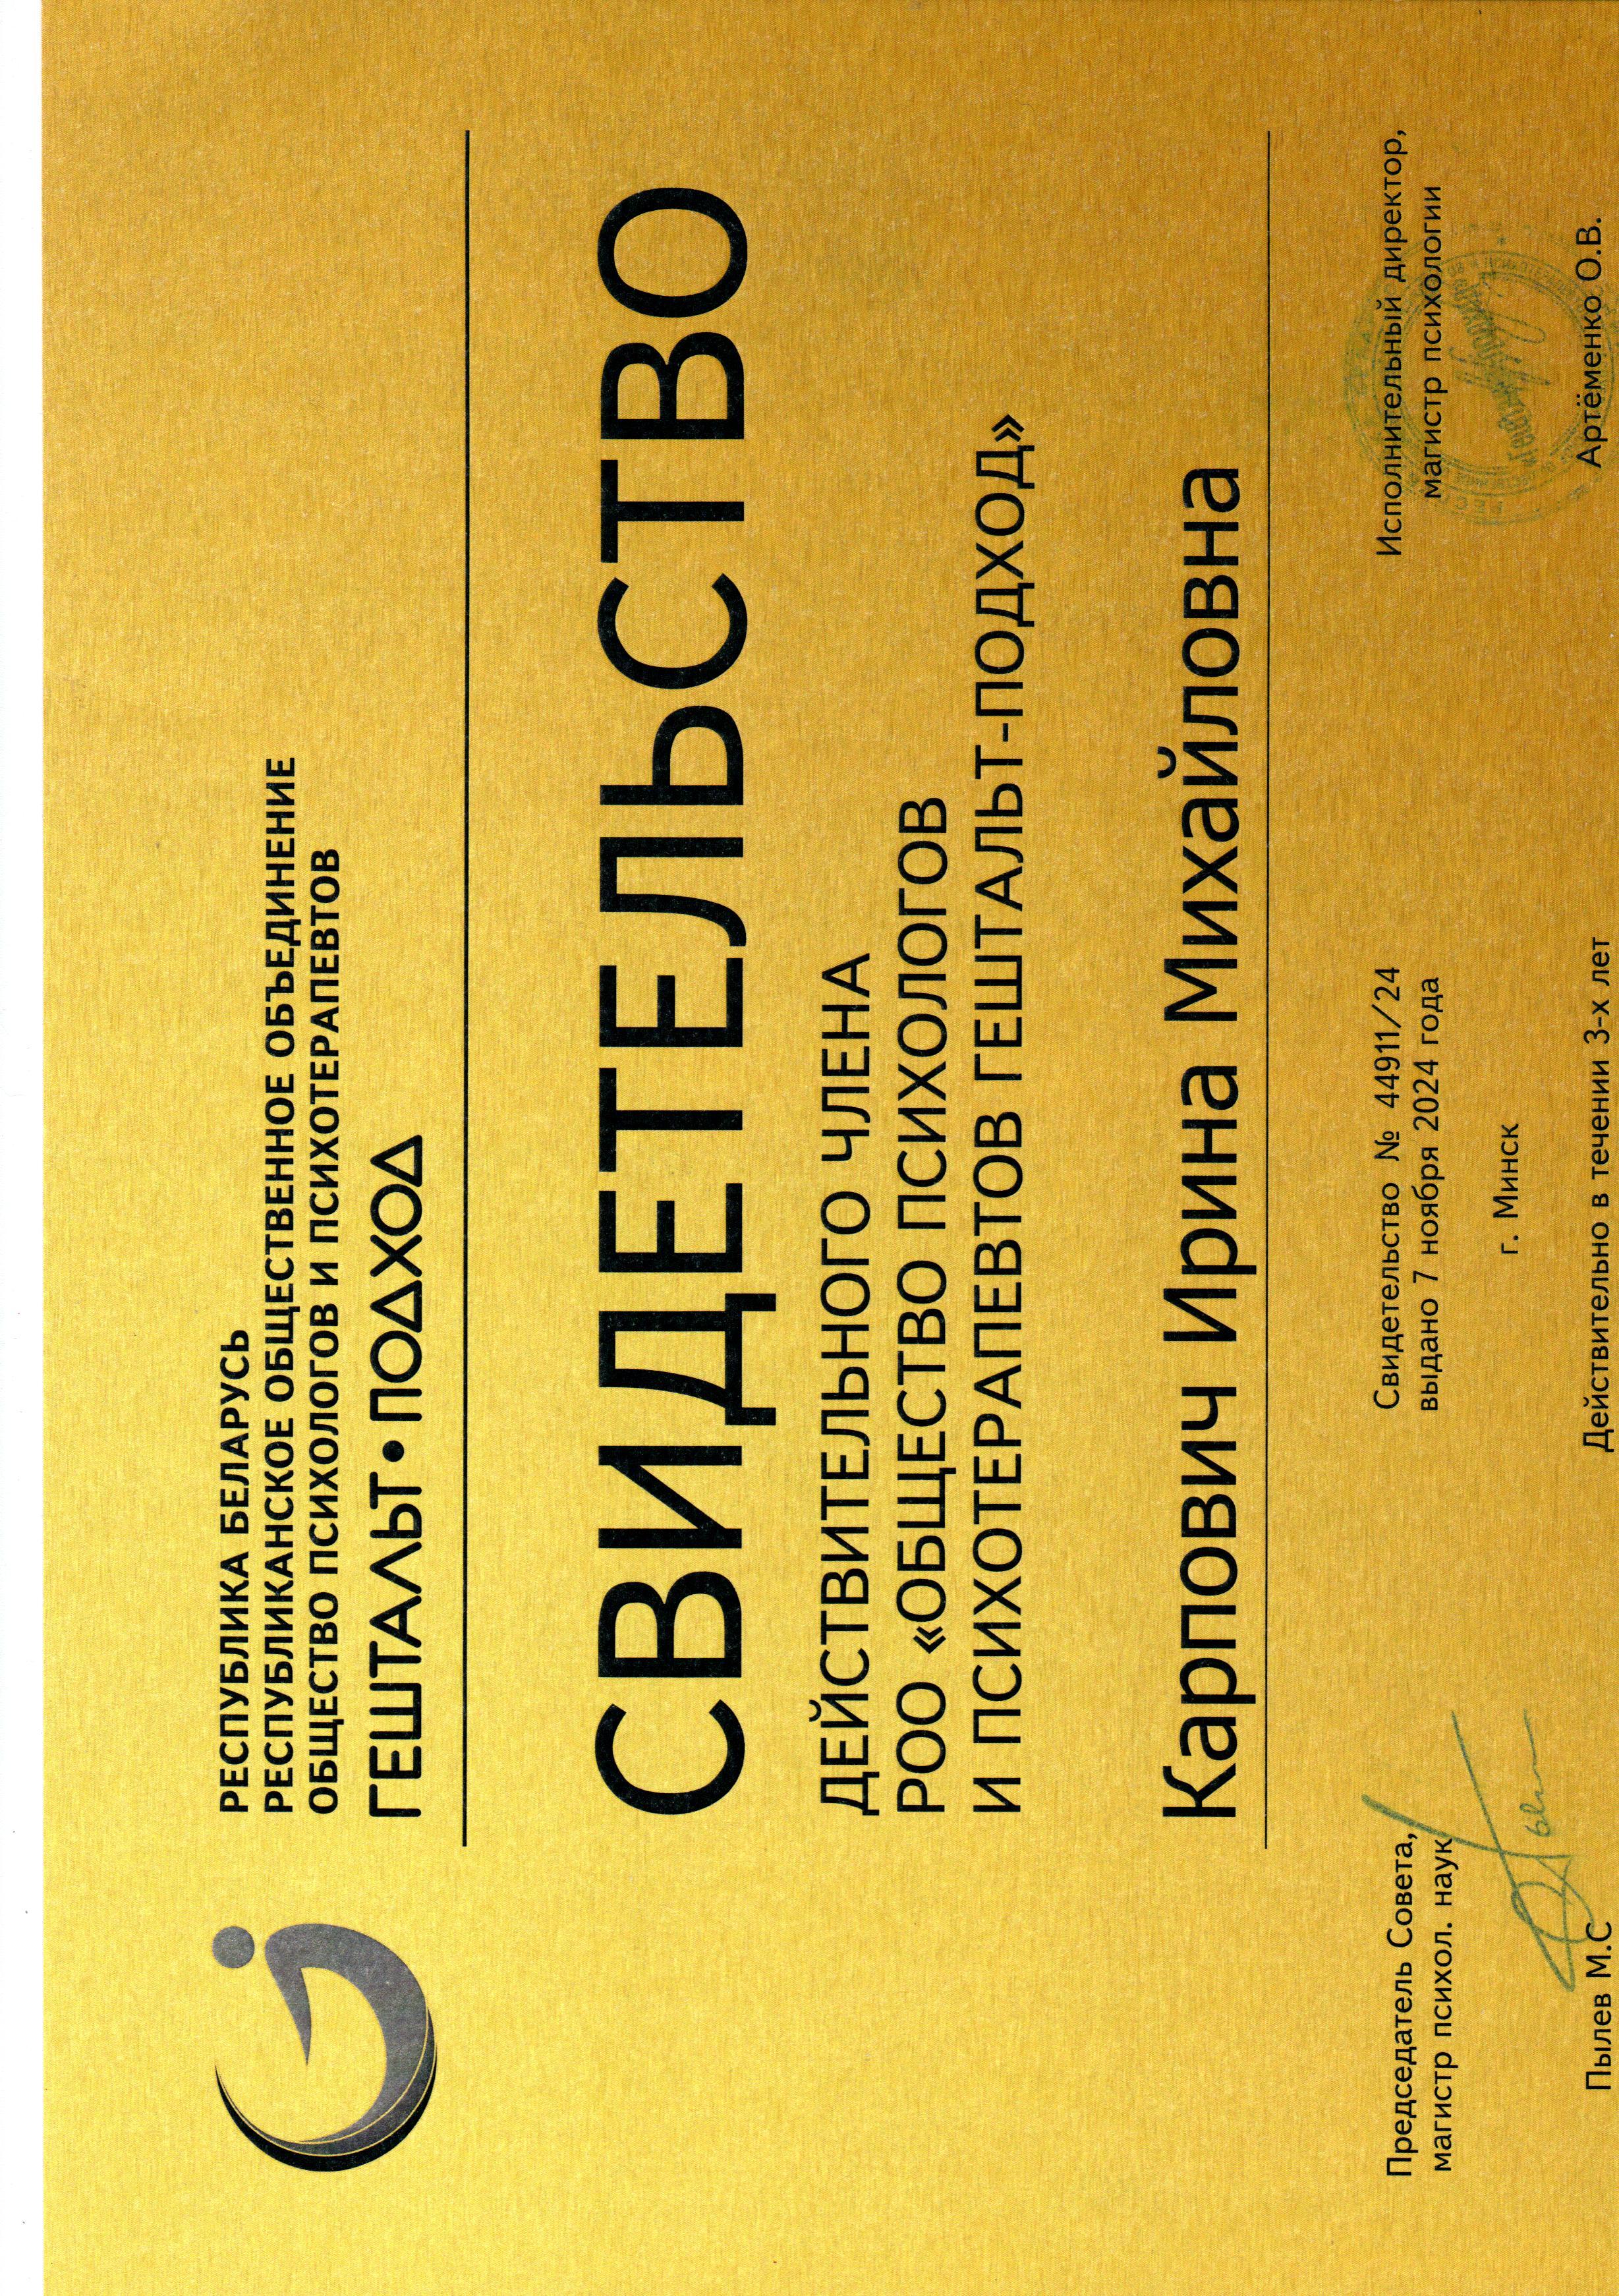 РЕСПУБЛИКА БЕЛАРУСЬ
РЕСПУБЛИКАНСКОЕ ОБЩЕСТВЕННОЕ ОБЪЕДИНЕНИЕ
ОБЩЕСТВО ПСИХОЛОГОВ И ПСИХОТЕРАПЕВТОВ
ГЕШТАЛЬТ•ПОДХОД
СВИДЕТЕЛЬСТВО
ДЕЙСТВИТЕЛЬНОГО ЧЛЕНА
РОО «ОБЩЕСТВО ПСИХОЛОГОВ
И ПСИХОТЕРАПЕВТОВ ГЕШТАЛЬТ-ПОДХОД»
Карпович Ирина Михайловна
Председатель Совета,
магистр психол. наук
Пылев М.С
Свидетельство № 44911/24
выдано 7 ноября 2024 года
г. Минск
Действительно в течении 3-х лет
Исполнительный директор,
магистр психологии
«Гештальт-подход»
Артёменко О.В.